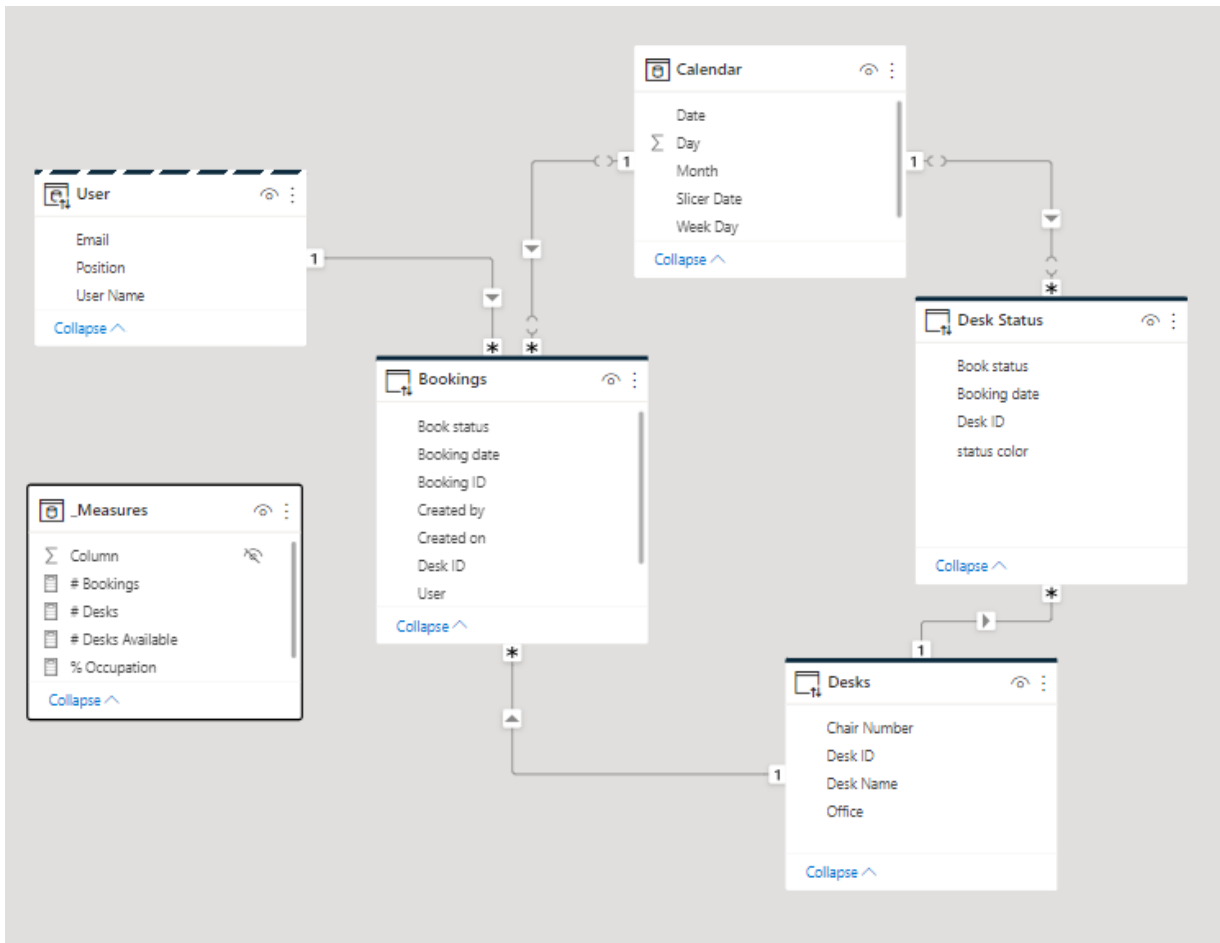 Calendar
Date
Day
Month
Slicer Date
Week Day
Collapse
User
Email
Position
User Name
Collapse
1
1
1
*
*
*
Desk Status
Book status
Booking date
Desk ID
status color
Collapse
Bookings
Book status
Booking date
Booking ID
Created by
Created on
Desk ID
User
Collapse
_Measures
Column
# Bookings
# Desks
# Desks Available
% Occupation
Collapse
*
*
1
1
Desks
Chair Number
Desk ID
Desk Name
Office
Collapse